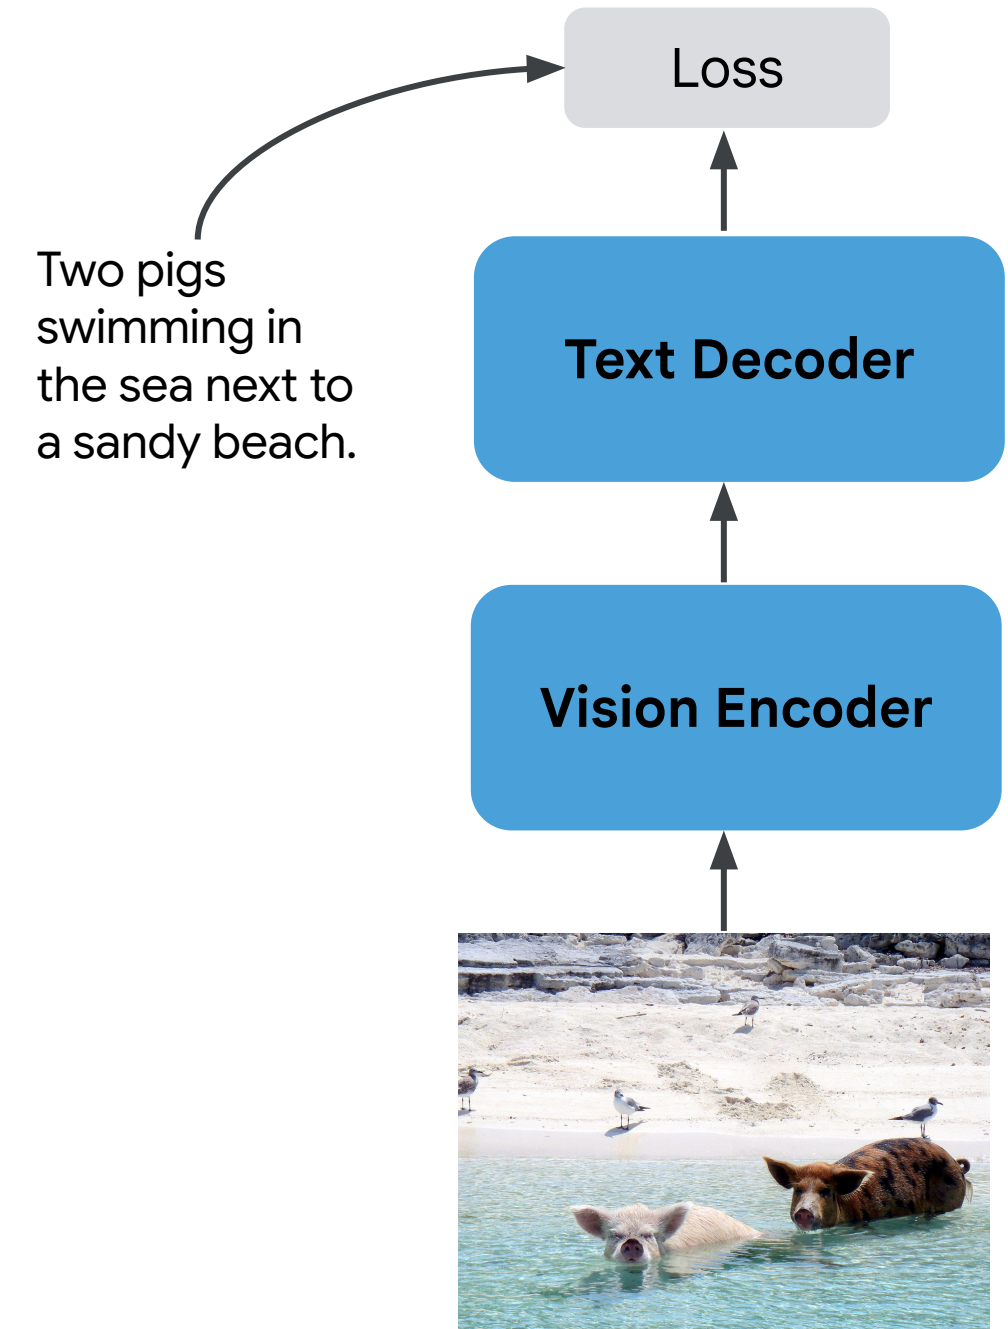 Loss
Two pigs
swimming in
the sea next to
a sandy beach.
Text Decoder
Vision Encoder